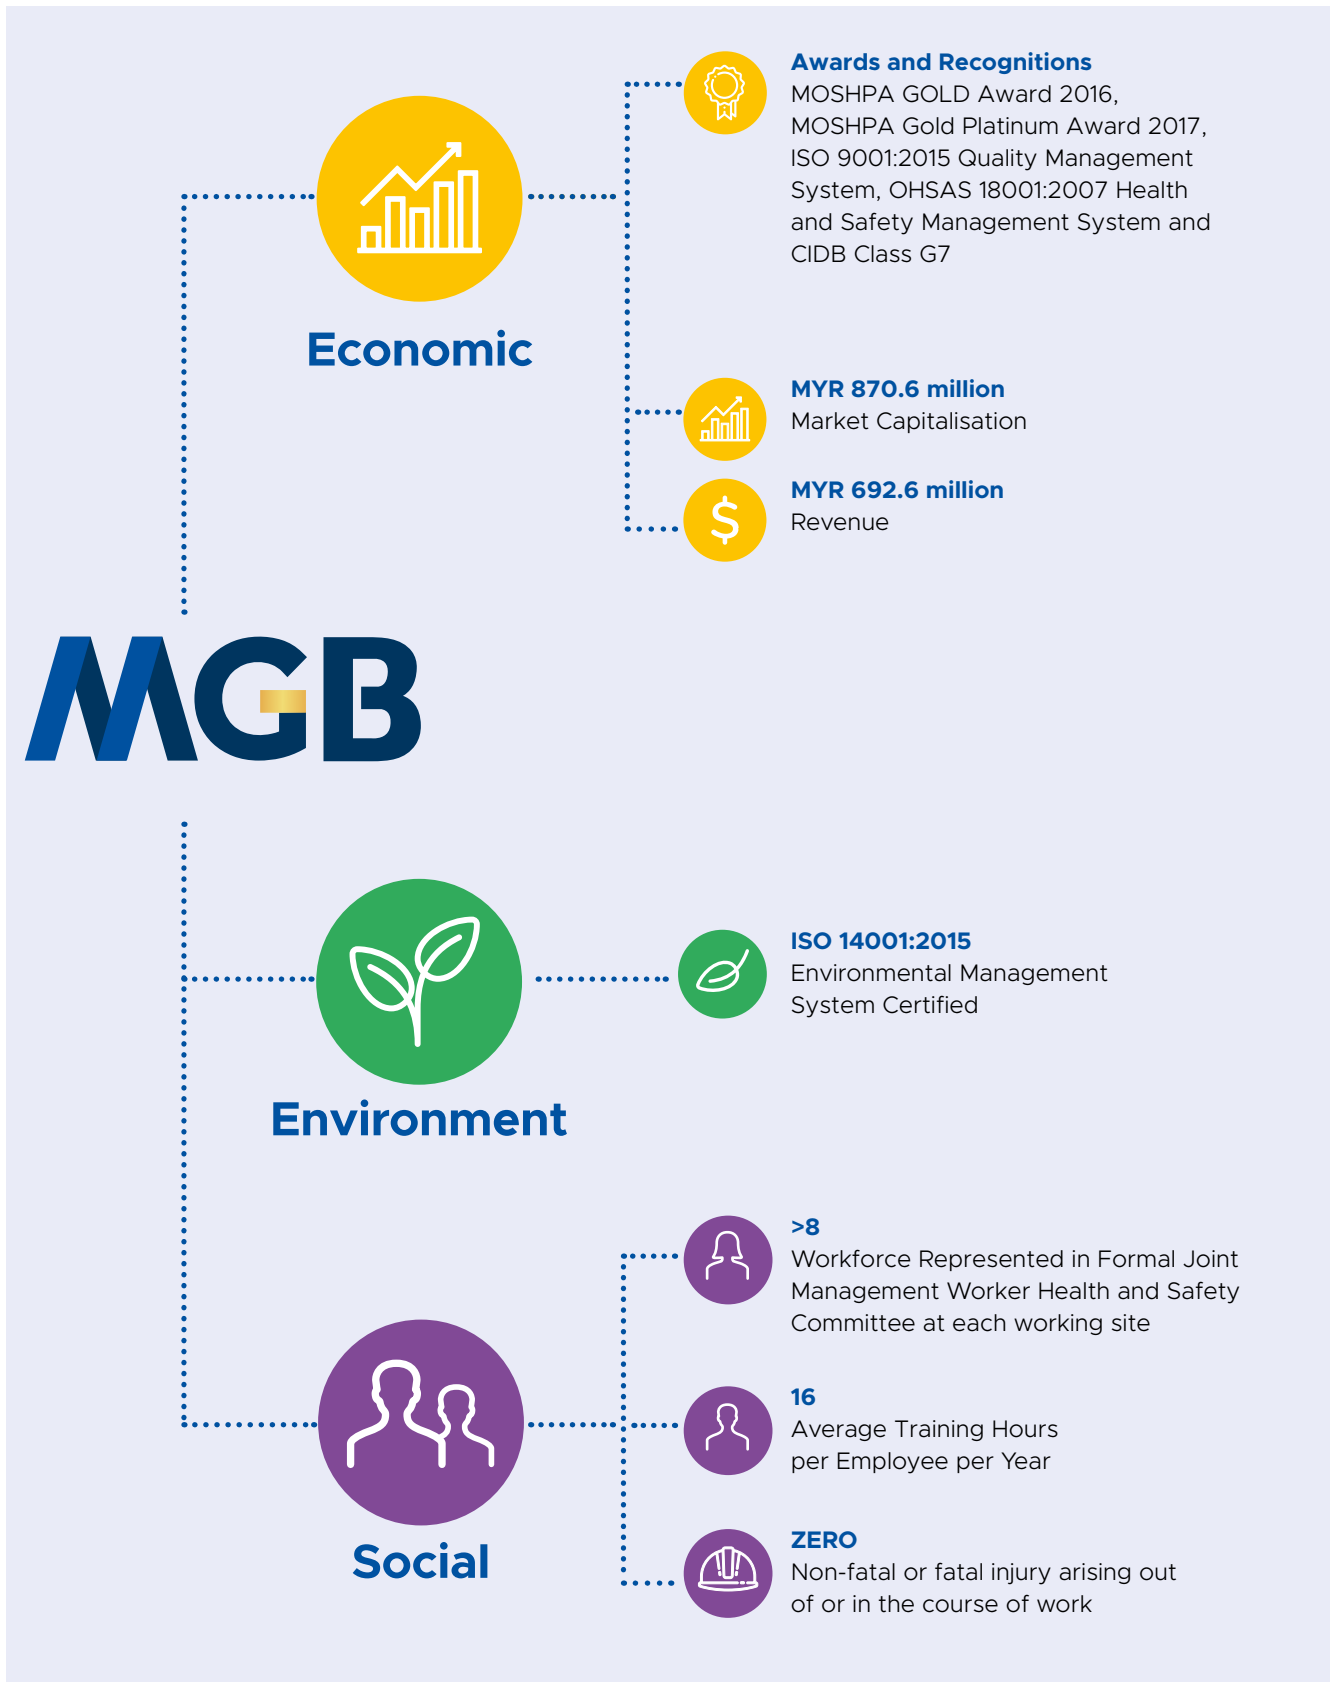 Awards and Recognitions
MOSHPA GOLD Award 2016,
MOSHPA Gold Platinum Award 2017,
ISO 9001:2015 Quality Management
System, OHSAS 18001:2007 Health
and Safety Management System and
CIDB Class G7
Economic
MYR 870.6 million
Market Capitalisation
MYR 692.6 million
$
Revenue
MGB
ISO 14001:2015
Environmental Management
System Certified
Environment
>8
Workforce Represented in Formal Joint
Management Worker Health and Safety
Committee at each working site
16
Average Training Hours
per Employee per Year
Social
ZERO
Non-fatal or fatal injury arising out
of or in the course of work